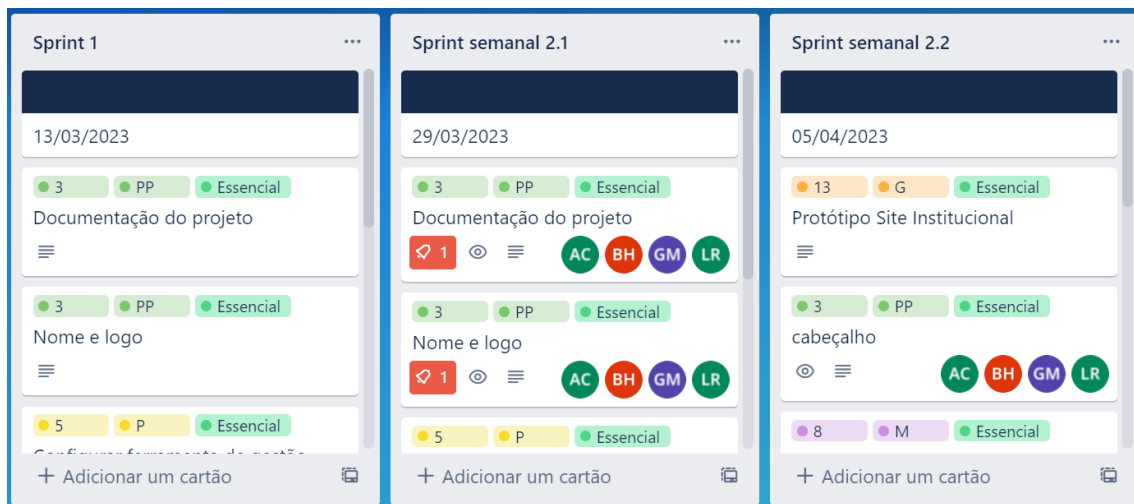 Sprint 1
13/03/2023
3 PP Essencial
Documentação do projeto
3 PP Essencial
Nome e logo
5 P Essencial
Configurar ferramenta de gestão
+ Adicionar um cartão
Sprint semanal 2.1
29/03/2023
3 PP Essencial
Documentação do projeto
1 AC BH GM LR
3 PP Essencial
Nome e logo
1 AC BH GM LR
5 P Essencial
+ Adicionar um cartão
Sprint semanal 2.2
05/04/2023
13 G Essencial
Protótipo Site Institucional
3 PP Essencial
cabeçalho
AC BH GM LR
8 M Essencial
+ Adicionar um cartão